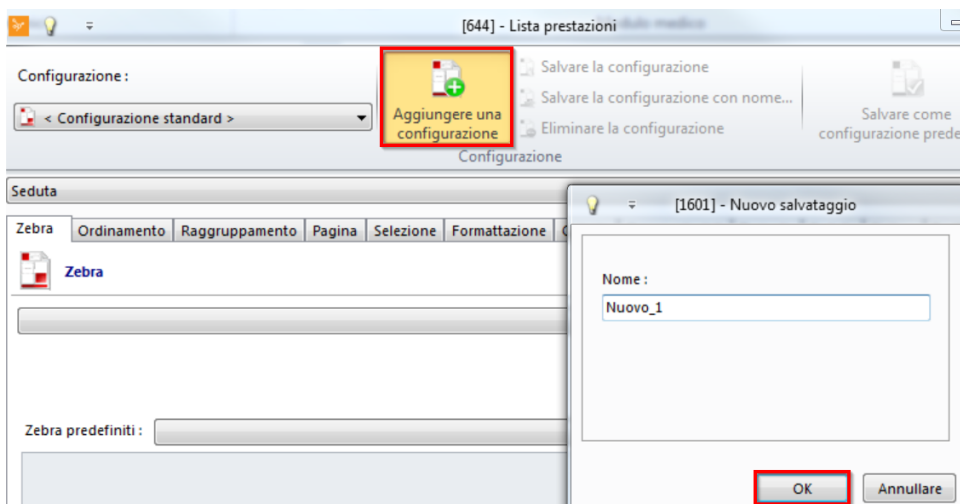 [644] - Lista prestazioni
Configurazione :
< Configurazione standard >
Aggiungere una
configurazione
Salvare la configurazione
Salvare la configurazione con nome...
Eliminare la configurazione
Salvare come
configurazione prede
Configurazione
Seduta
Zebra
Ordinamento
Raggruppamento
Pagina
Selezione
Formattazione
Zebra
Zebra predefiniti :
[1601] - Nuovo salvataggio
Nome :
Nuovo_1
OK
Annullare